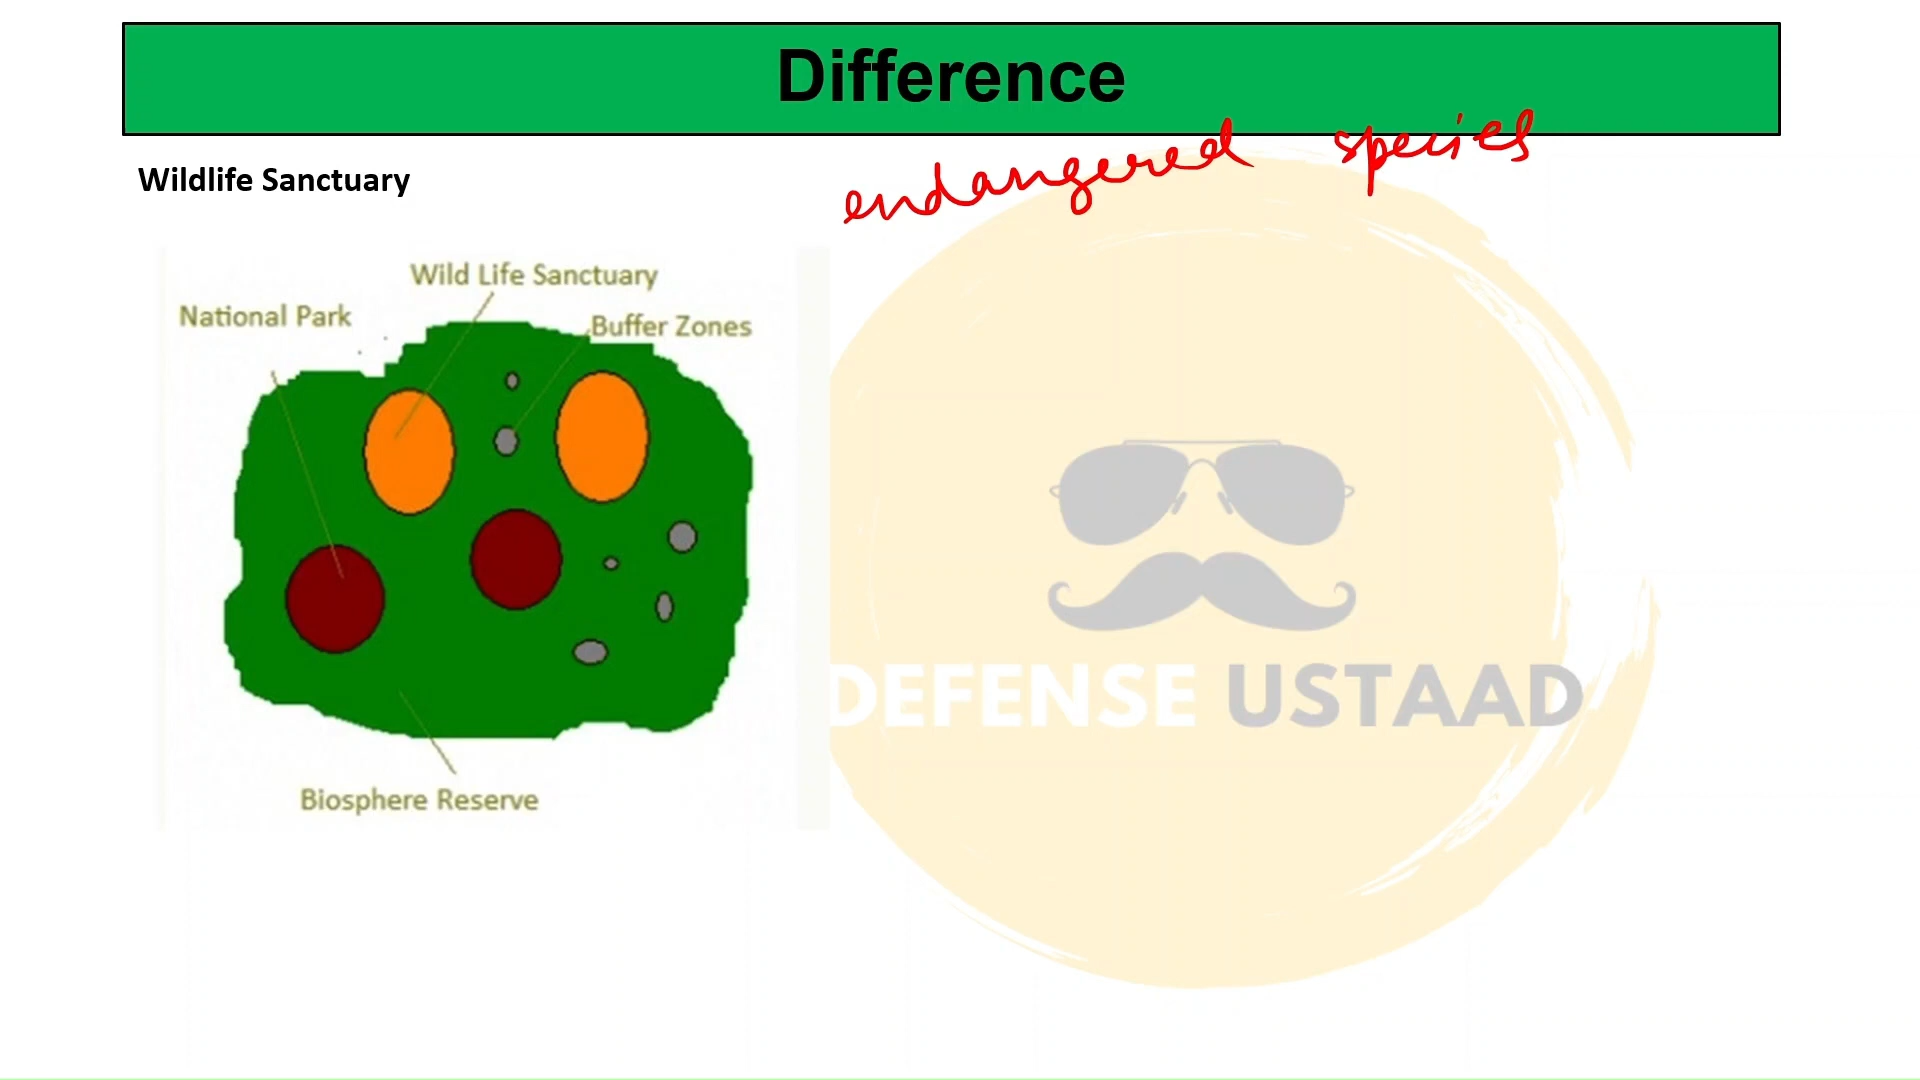 Difference
endangered species
Wildlife Sanctuary
Wild Life Sanctuary
National Park
Buffer Zones
DEFENSE USTAAD
Biosphere Reserve